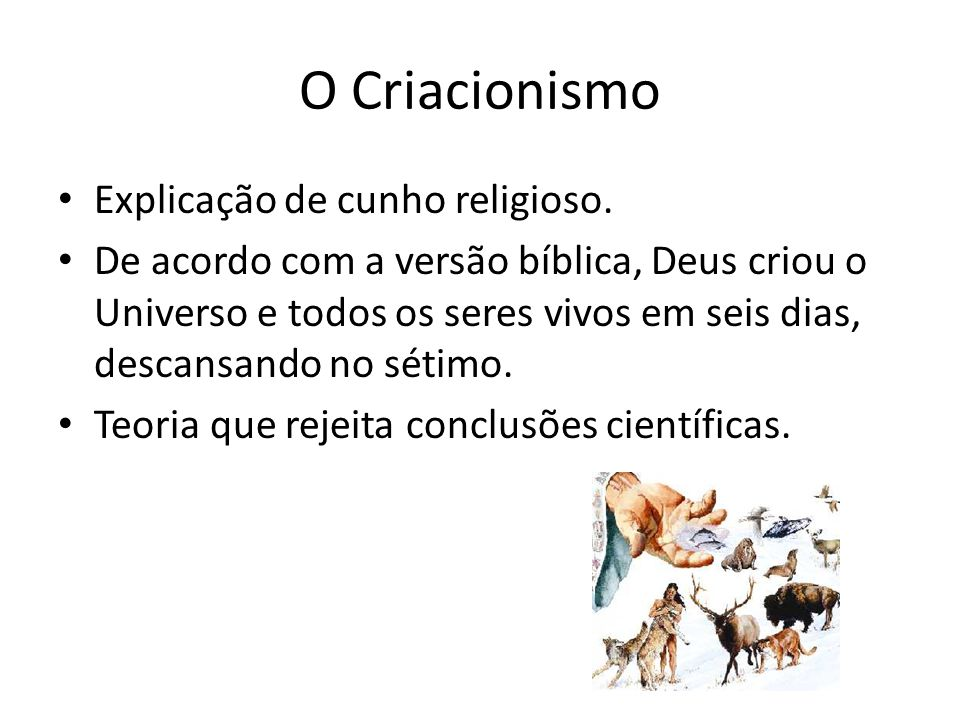 O Criacionismo
• Explicação de cunho religioso.
• De acordo com a versão bíblica, Deus criou o
Universo e todos os seres vivos em seis dias,
descansando no sétimo.
• Teoria que rejeita conclusões científicas.